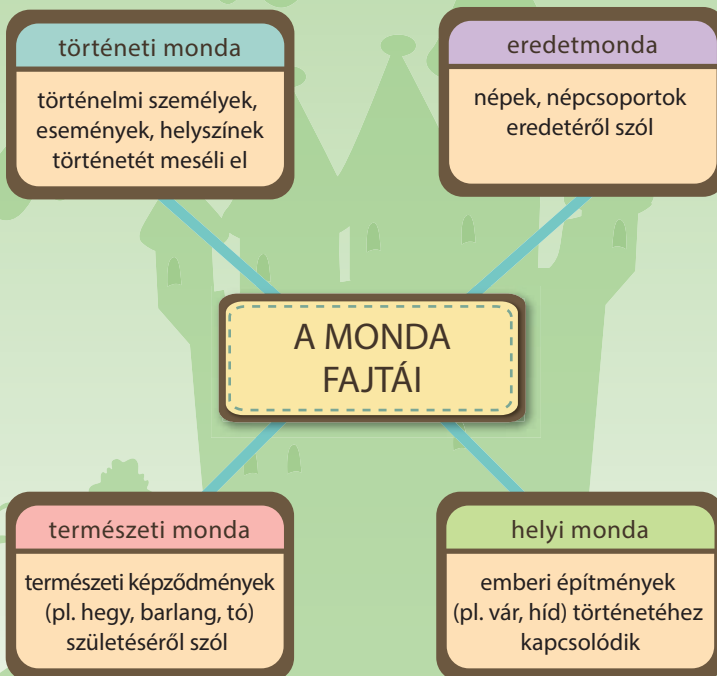 történeti monda
történelmi személyek,
események, helyszínek
történetét meséli el
eredetmonda
népek, népcsoportok
eredetéről szól
A MONDA
FAJTÁI
természeti monda
természeti képződmények
(pl. hegy, barlang, tó)
születéséről szól
helyi monda
emberi építmények
(pl. vár, híd) történetéhez
kapcsolódik